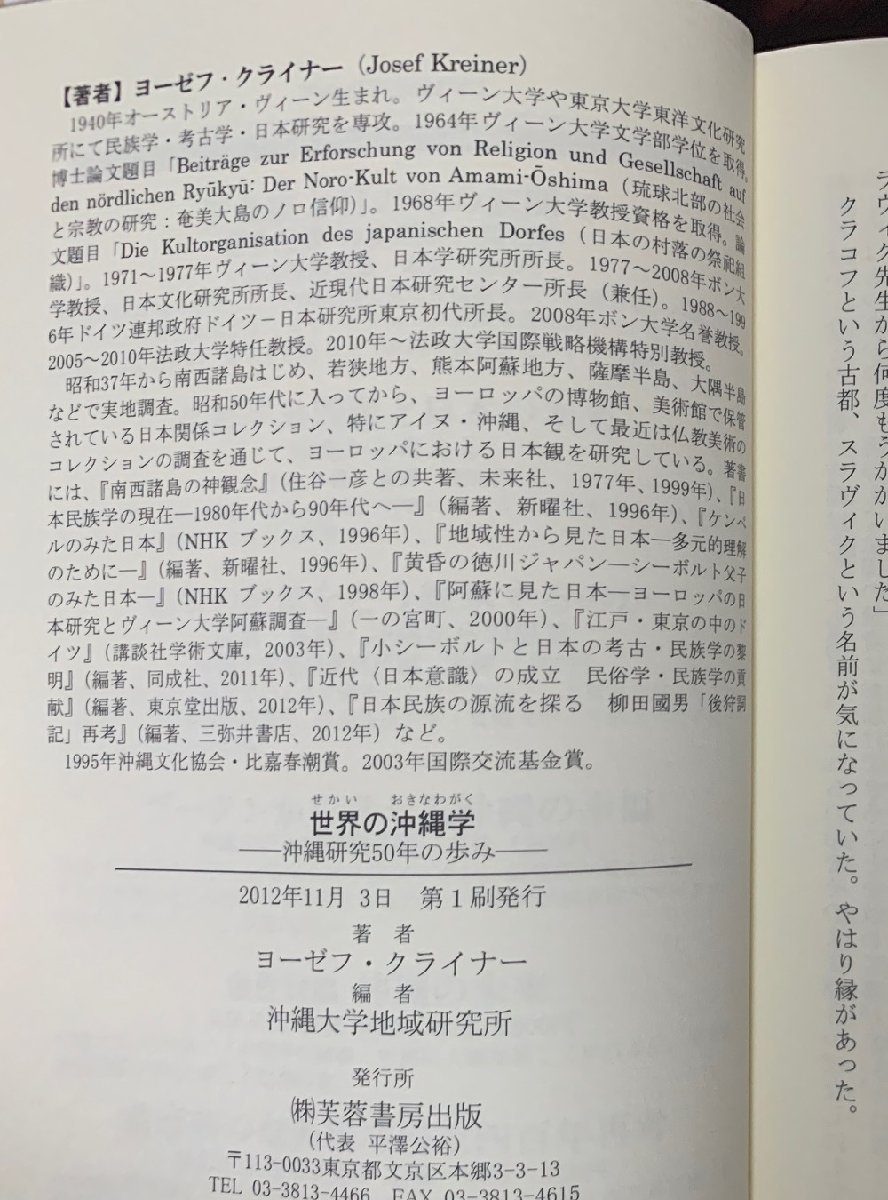 【著者】ヨーゼフ・クライナー（Josef Kreiner）
1940年オーストリア・ヴィーン生まれ。ヴィーン大学や東京大学東洋文化研究
所にて民族学・考古学・日本研究を専攻。1964年ヴィーン大学文学部学位を取得。
博士論文題目「Beiträge zur Erforschung von Religion und Gesellschaft auf
den nördlichen Ryūkyū: Der Noro-Kult von Amami-Ōshima（琉球北部の社会
と宗教の研究：奄美大島のノロ信仰）」。1968年ヴィーン大学教授資格を取得。論
文題目「Die Kultorganisation des japanischen Dorfes（日本の村落の祭祀組
織）」。1971～1977年ヴィーン大学教授、日本学研究所所長。1977～2008年ボン大
学教授、日本文化研究所所長、近現代日本研究センター所長（兼任）。1988～199
6年ドイツ連邦政府ドイツ－日本研究所東京初代所長。2008年ボン大学名誉教授。
2005～2010年法政大学特任教授。2010年～法政大学国際戦略機構特別教授。
昭和37年から南西諸島はじめ、若狭地方、熊本阿蘇地方、薩摩半島、大隅半島
などで実地調査。昭和50年代に入ってから、ヨーロッパの博物館、美術館で保管
されている日本関係コレクション、特にアイヌ・沖縄、そして最近は仏教美術の
コレクションの調査を通じて、ヨーロッパにおける日本観を研究している。著書
には、『南西諸島の神観念』（住谷一彦との共著、未来社、1977年、1999年）、『日
本民族学の現在―1980年代から90年代へ―』（編著、新曜社、1996年）、『ケンペ
ルのみた日本』（NHK ブックス、1996年）、『地域性から見た日本―多元的理解
のために―』（編著、新曜社、1996年）、『黄昏の徳川ジャパン―シーボルト父子
のみた日本―』（NHK ブックス、1998年）、『阿蘇に見た日本―ヨーロッパの日
本研究とヴィーン大学阿蘇調査―』（一の宮町、2000年）、『江戸・東京の中のド
イツ』（講談社学術文庫，2003年）、『小シーボルトと日本の考古・民族学の黎
明』（編著、同成社、2011年）、『近代〈日本意識〉の成立　民俗学・民族学の貢
献』（編著、東京堂出版、2012年）、『日本民族の源流を探る　柳田國男「後狩詞
記」再考』（編著、三弥井書店、2012年）など。
1995年沖縄文化協会・比嘉春潮賞。2003年国際交流基金賞。
せかい　おきなわがく
世界の沖縄学
――沖縄研究50年の歩み――
2012年11月 3日　第１刷発行
著　者
ヨーゼフ・クライナー
編　者
沖縄大学地域研究所
発行所
㈱芙蓉書房出版
（代表 平澤公裕）
〒113-0033東京都文京区本郷3-3-13
TEL 03-3813-4466　FAX 03-3813-4615
ラヴィク先生から何度もうかがいました」
クラコフという古都、スラヴィクという名前が気になっていた。やはり縁があった。